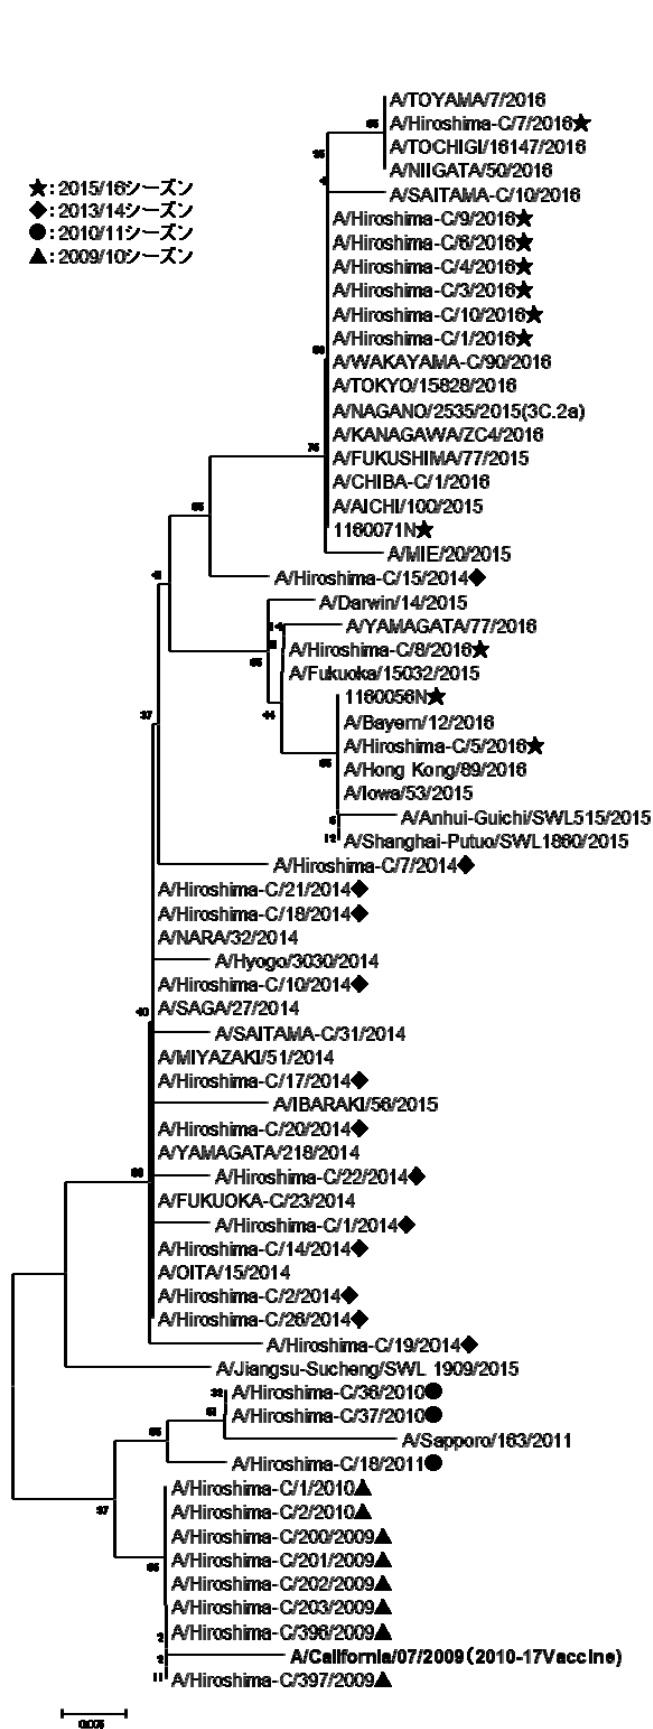 A/TOYAMA/7/2016
A/Hiroshima-C/7/2016★
A/TOCHIGI/16147/2016
A/NIIGATA/50/2016
A/SAITAMA-C/10/2016
★：2015/16シーズン
◆：2013/14シーズン
●：2010/11シーズン
▲：2009/10シーズン
A/Hiroshima-C/9/2016★
A/Hiroshima-C/6/2016★
A/Hiroshima-C/4/2016★
A/Hiroshima-C/3/2016★
A/Hiroshima-C/10/2016★
A/Hiroshima-C/1/2016★
A/WAKAYAMA-C/90/2016
A/TOKYO/15828/2016
A/NAGANO/2535/2015(3C.2a)
A/KANAGAWA/ZC4/2016
A/FUKUSHIMA/77/2015
76
A/CHIBA-C/1/2016
A/AICHI/100/2015
1160071N★
A/MIE/20/2015
A/Hiroshima-C/15/2014◆
A/Darwin/14/2015
A/YAMAGATA/77/2016
A/Hiroshima-C/8/2016★
A/Fukuoka/15032/2015
1160056N★
44
A/Bayern/12/2016
37
A/Hiroshima-C/5/2016★
A/Hong Kong/89/2016
A/Iowa/53/2015
A/Anhui-Guichi/SWL515/2015
A/Shanghai-Putuo/SWL1860/2015
12
A/Hiroshima-C/7/2014◆
A/Hiroshima-C/21/2014◆
A/Hiroshima-C/18/2014◆
A/NARA/32/2014
A/Hyogo/3030/2014
A/Hiroshima-C/10/2014◆
A/SAGA/27/2014
40
A/SAITAMA-C/31/2014
A/MIYAZAKI/51/2014
A/Hiroshima-C/17/2014◆
A/IBARAKI/56/2015
A/Hiroshima-C/20/2014◆
A/YAMAGATA/218/2014
A/Hiroshima-C/22/2014◆
A/FUKUOKA-C/23/2014
A/Hiroshima-C/1/2014◆
A/Hiroshima-C/14/2014◆
A/OITA/15/2014
A/Hiroshima-C/2/2014◆
A/Hiroshima-C/26/2014◆
A/Hiroshima-C/19/2014◆
A/Jiangsu-Sucheng/SWL 1909/2015
A/Hiroshima-C/36/2010●
A/Hiroshima-C/37/2010●
A/Sapporo/163/2011
A/Hiroshima-C/18/2011●
A/Hiroshima-C/1/2010▲
97
A/Hiroshima-C/2/2010▲
A/Hiroshima-C/200/2009▲
A/Hiroshima-C/201/2009▲
A/Hiroshima-C/202/2009▲
A/Hiroshima-C/203/2009▲
A/Hiroshima-C/396/2009▲
2
A/California/07/2009（2010-17Vaccine)
11
A/Hiroshima-C/397/2009▲
0.005